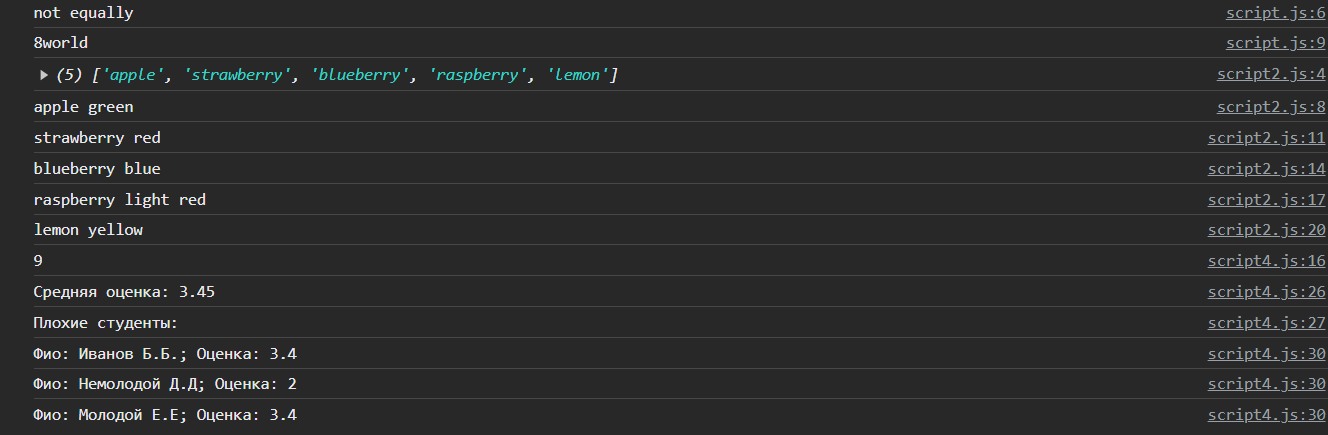 not equally script.js:6
8world script.js:9
▶ (5) ['apple', 'strawberry', 'blueberry', 'raspberry', 'lemon'] script2.js:4
apple green script2.js:8
strawberry red script2.js:11
blueberry blue script2.js:14
raspberry light red script2.js:17
lemon yellow script2.js:20
9 script4.js:16
Средняя оценка: 3.45 script4.js:26
Плохие студенты: script4.js:27
Фио: Иванов Б.Б.; Оценка: 3.4 script4.js:30
Фио: Немолодой Д.Д; Оценка: 2 script4.js:30
Фио: Молодой Е.Е; Оценка: 3.4 script4.js:30